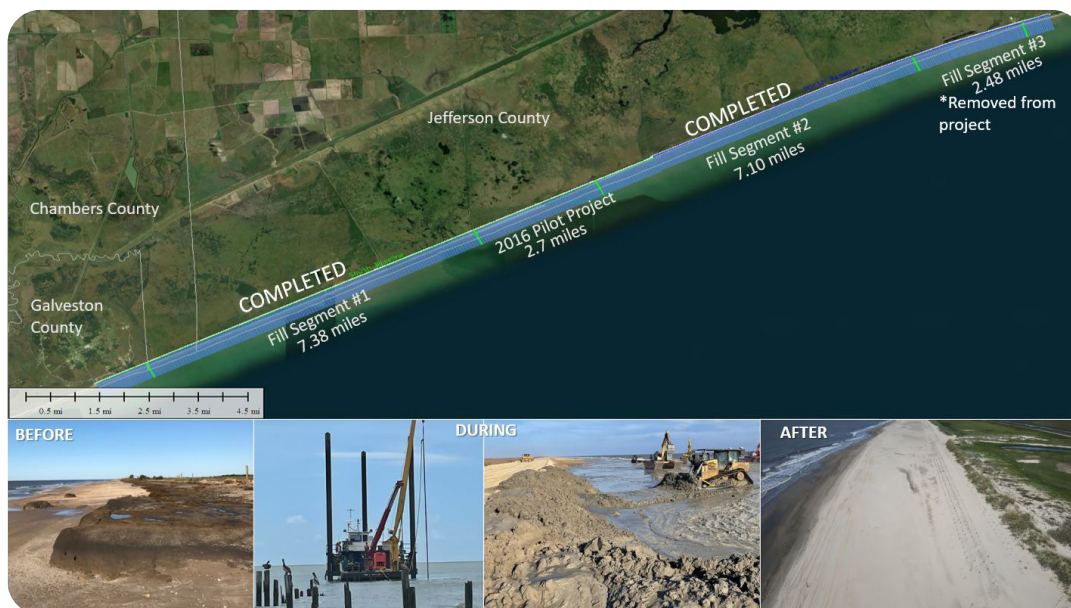 Fill Segment #3
2.48 miles
*Removed from
project
COMPLETED
Jefferson County
Fill Segment #2
7.10 miles
Chambers County
2016 Pilot Project
2.7 miles
COMPLETED
Galveston
County
Fill Segment #1
7.38 miles
0.5 mi 1.5 mi 2.5 mi 3.5 mi 4.5 mi
BEFORE
DURING
AFTER